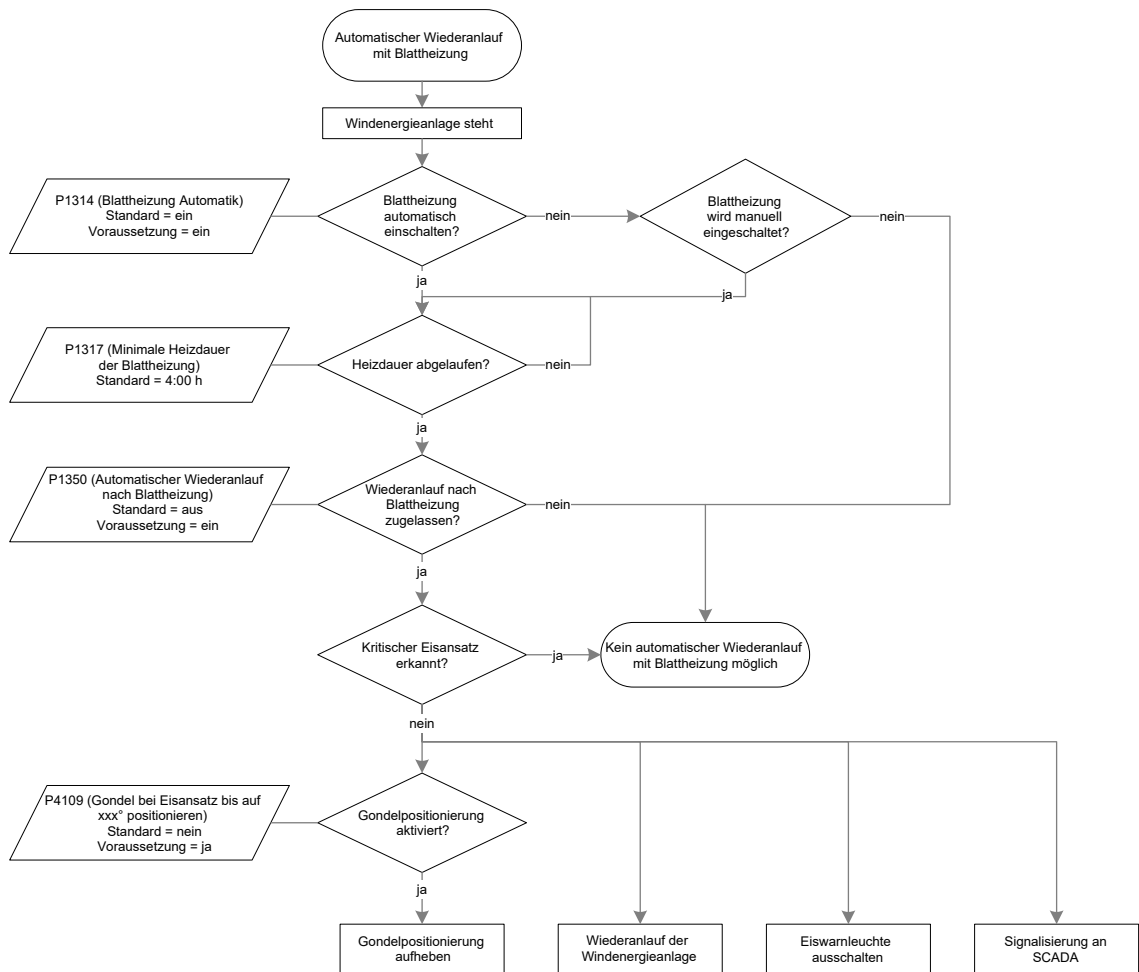 Automatischer Wiederanlauf
mit Blattheizung
Windenergieanlage steht
P1314 (Blattheizung Automatik)
Standard = ein
Voraussetzung = ein
Blattheizung
automatisch
einschalten?
nein
Blattheizung
wird manuell
eingeschaltet?
nein
ja
ja
P1317 (Minimale Heizdauer
der Blattheizung)
Standard = 4:00 h
Heizdauer abgelaufen?
nein
ja
P1350 (Automatischer Wiederanlauf
nach Blattheizung)
Standard = aus
Voraussetzung = ein
Wiederanlauf nach
Blattheizung
zugelassen?
nein
ja
Kritischer Eisansatz
erkannt?
ja
Kein automatischer Wiederanlauf
mit Blattheizung möglich
nein
P4109 (Gondel bei Eisansatz bis auf
xxx° positionieren)
Standard = nein
Voraussetzung = ja
Gondelpositionierung
aktiviert?
ja
Gondelpositionierung
aufheben
Wiederanlauf der
Windenergieanlage
Eiswarnleuchte
ausschalten
Signalisierung an
SCADA